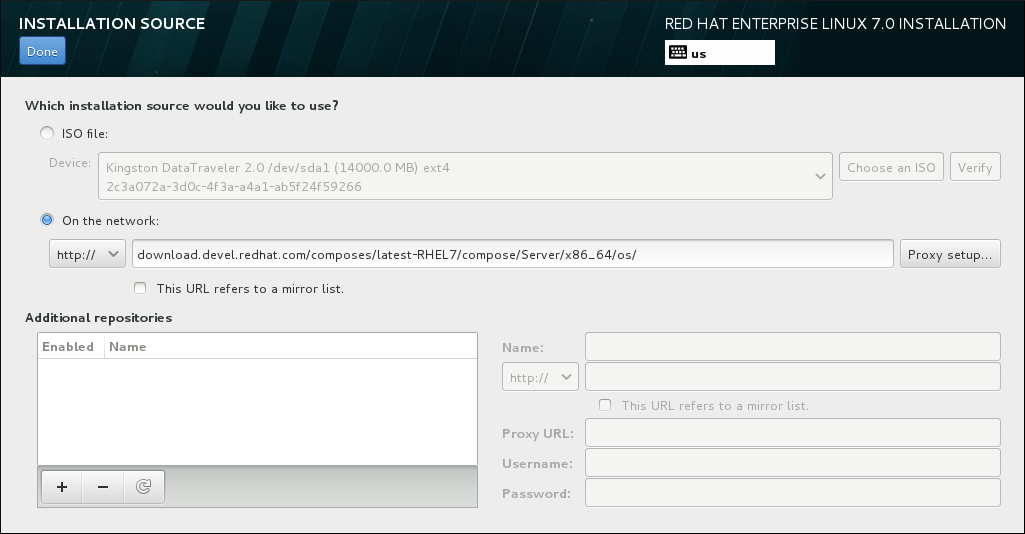 INSTALLATION SOURCE
RED HAT ENTERPRISE LINUX 7.0 INSTALLATION
Done
us
Which installation source would you like to use?
ISO file:
Device:
Kingston DataTraveler 2.0 /dev/sda1 (14000.0 MB) ext4
2c3a072a-3d0c-4f3a-a4a1-ab5f24f59266
Choose an ISO
Verify
On the network:
http://
download.devel.redhat.com/composes/latest-RHEL7/compose/Server/x86_64/os/
Proxy setup...
This URL refers to a mirror list.
Additional repositories
Enabled
Name
Name:
http://
This URL refers to a mirror list.
Proxy URL:
Username:
Password: